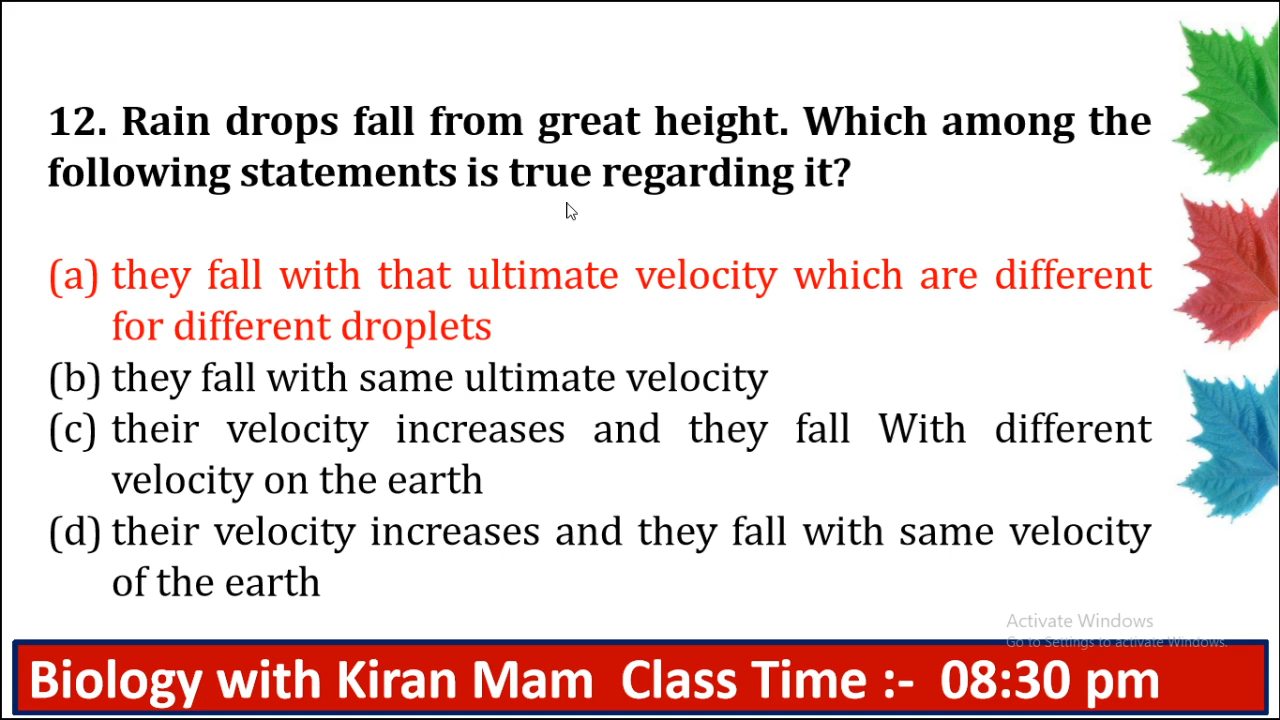 12. Rain drops fall from great height. Which among the
following statements is true regarding it?
(a) they fall with that ultimate velocity which are different
for different droplets
(b) they fall with same ultimate velocity
(c) their velocity increases and they fall With different
velocity on the earth
(d) their velocity increases and they fall with same velocity
of the earth
Activate Windows
Go to Settings to activate Windows.
Biology with Kiran Mam Class Time :- 08:30 pm